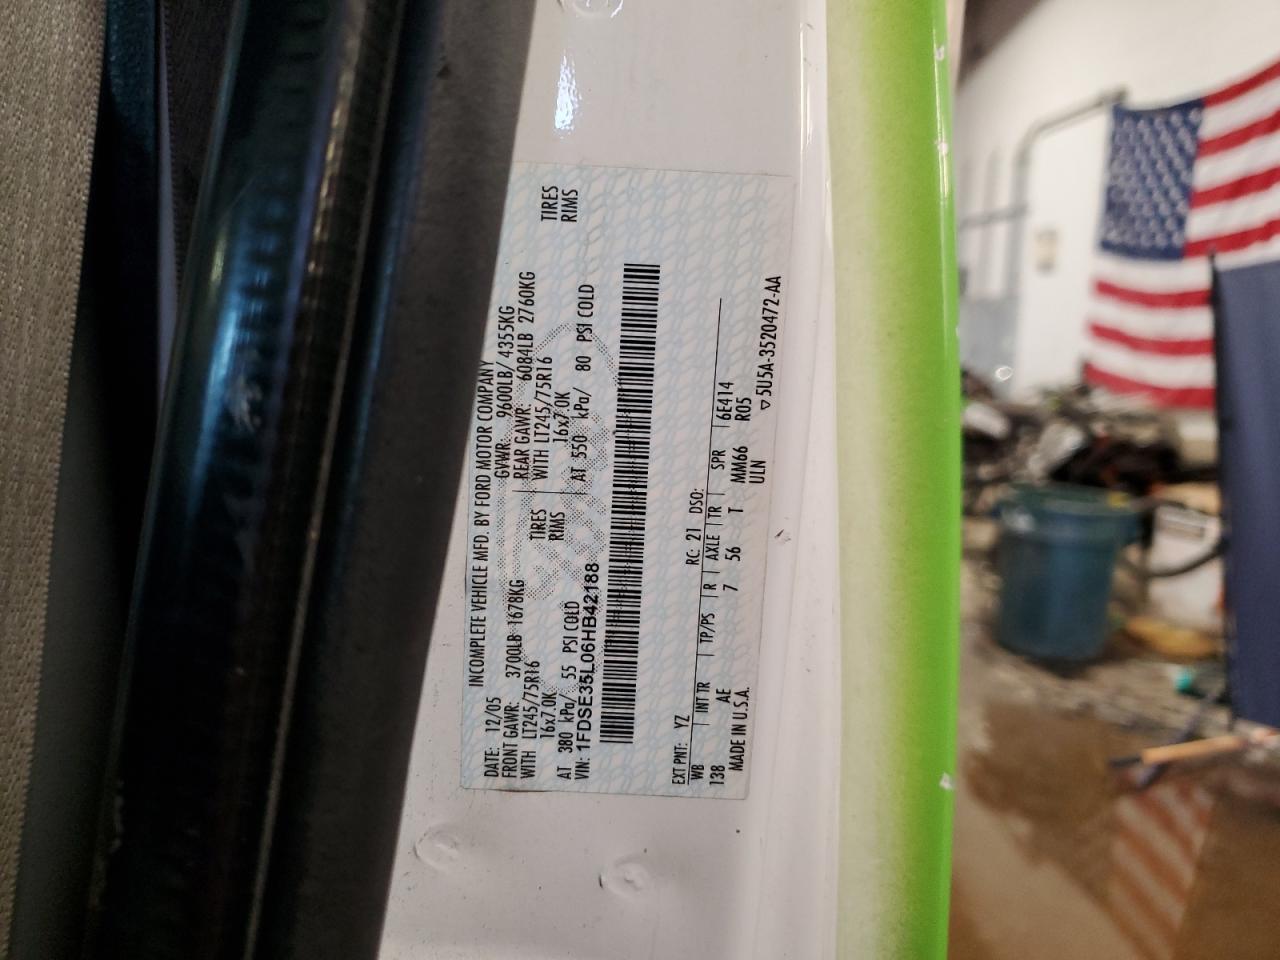 INCOMPLETE VEHICLE MFD. BY FORD MOTOR COMPANY
DATE: 12/05 GVWR: 9600LB/ 4355KG
FRONT GAWR: 3700LB 1678KG REAR GAWR: 6084LB 2760KG
WITH LT245/75R16 TIRES WITH LT245/75R16 TIRES
16x7.0K RIMS 16x7.0K RIMS
AT 380 kPa/ 55 PSI COLD AT 550 kPa/ 80 PSI COLD
VIN: 1FDSE35L06HB42188
EXT PNT: YZ RC: 21 DSO:
WB INT TR TP/PS R AXLE TR SPR 6E414
138 AE 7 56 T MM66 R05
MADE IN U.S.A. ULN
▽5U5A-3520472-AA